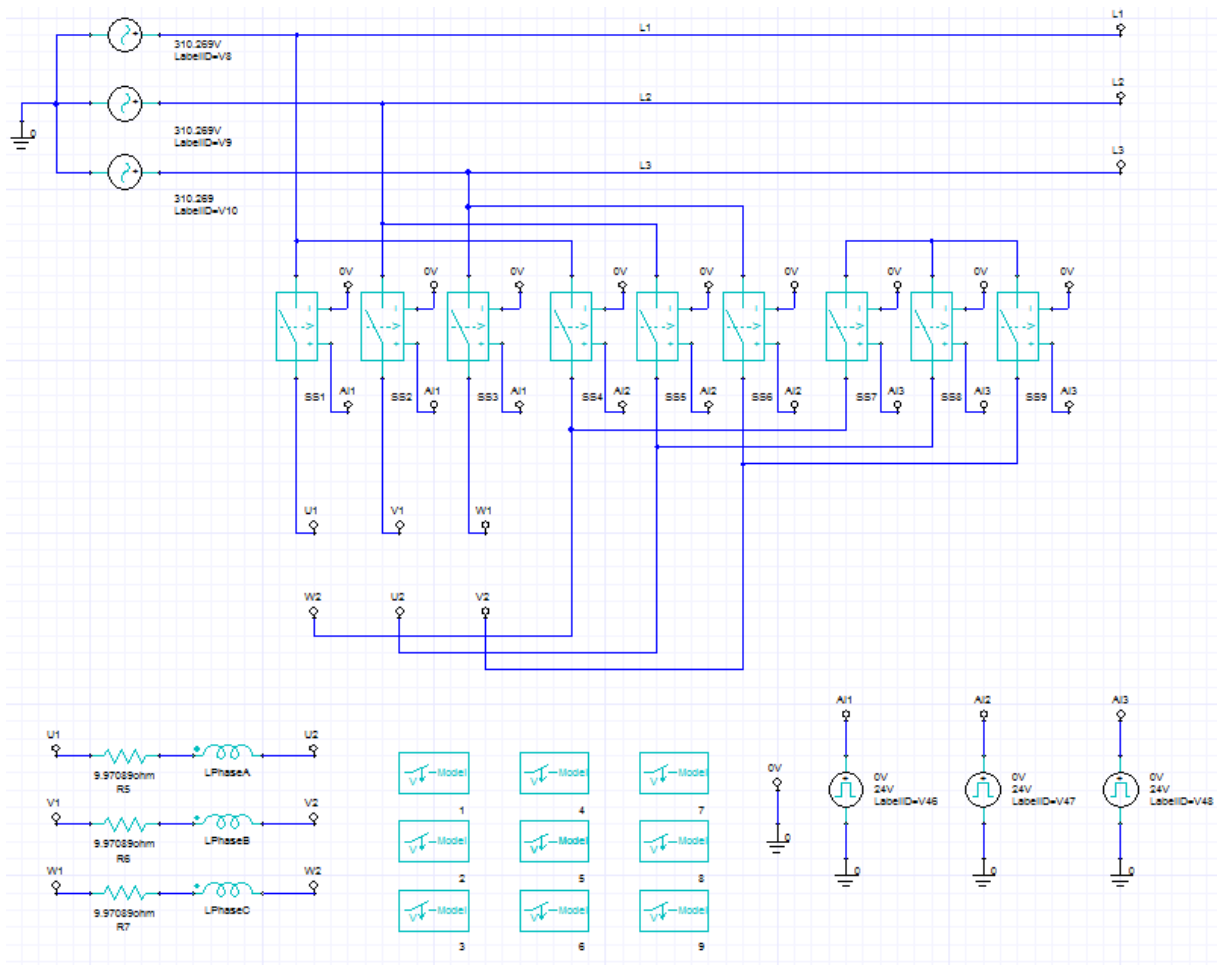 L1
L1
310.269V
LabelID=V8
L2
L2
0
310.269V
LabelID=V9
L3
L3
310.269
LabelID=V10
0V 0V 0V 0V 0V 0V 0V 0V 0V
SS1 AI1 SS2 AI1 SS3 AI1 SS4 AI2 SS5 AI2 SS6 AI2 SS7 AI3 SS8 AI3 SS9 AI3
U1 V1 W1
W2 U2 V2
AI1 AI2 AI3
U1 U2
9.97089ohm LPhaseA
R5
V1 V2
9.97089ohm LPhaseB
R6
W1 W2
9.97089ohm LPhaseC
R7
V Model V Model V Model
1 4 7
V Model V Model V Model
2 5 8
V Model V Model V Model
3 6 9
0V
0
0V
24V
LabelID=V46
0
0V
24V
LabelID=V47
0
0V
24V
LabelID=V48
0